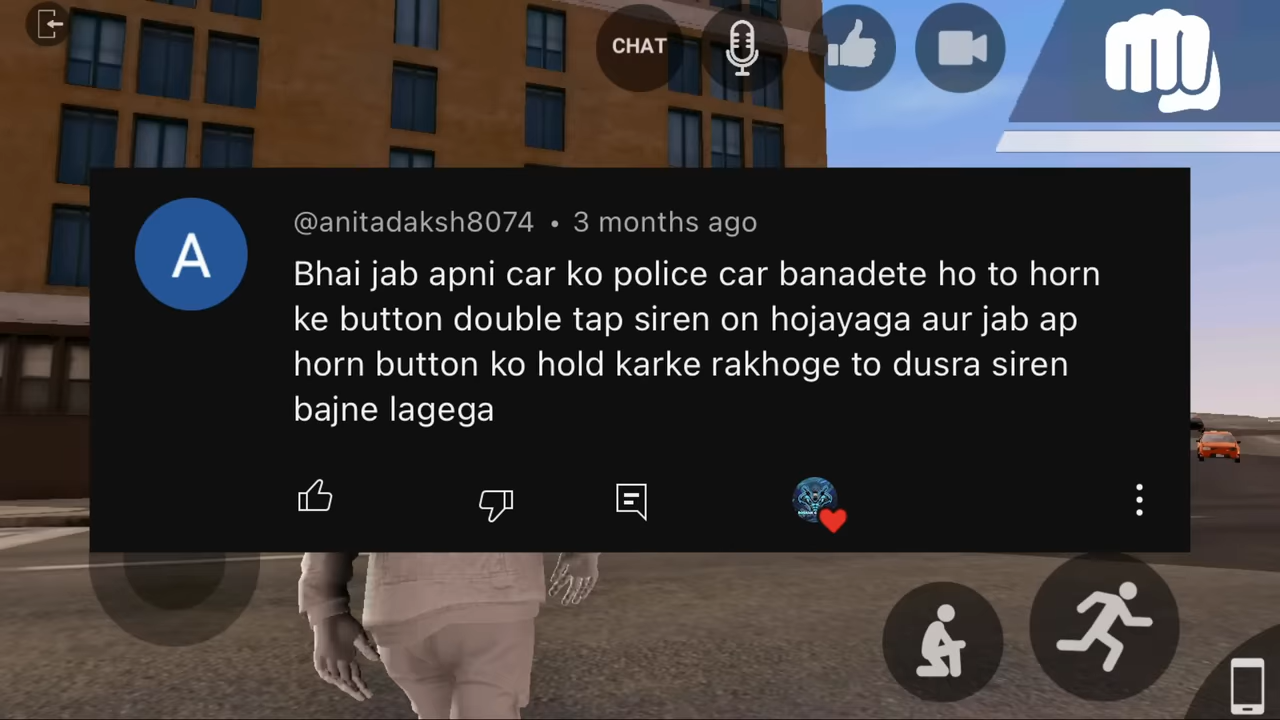 CHAT
@anitadaksh8074 • 3 months ago
Bhai jab apni car ko police car banadete ho to horn
ke button double tap siren on hojayaga aur jab ap
horn button ko hold karke rakhoge to dusra siren
bajne lagega
A